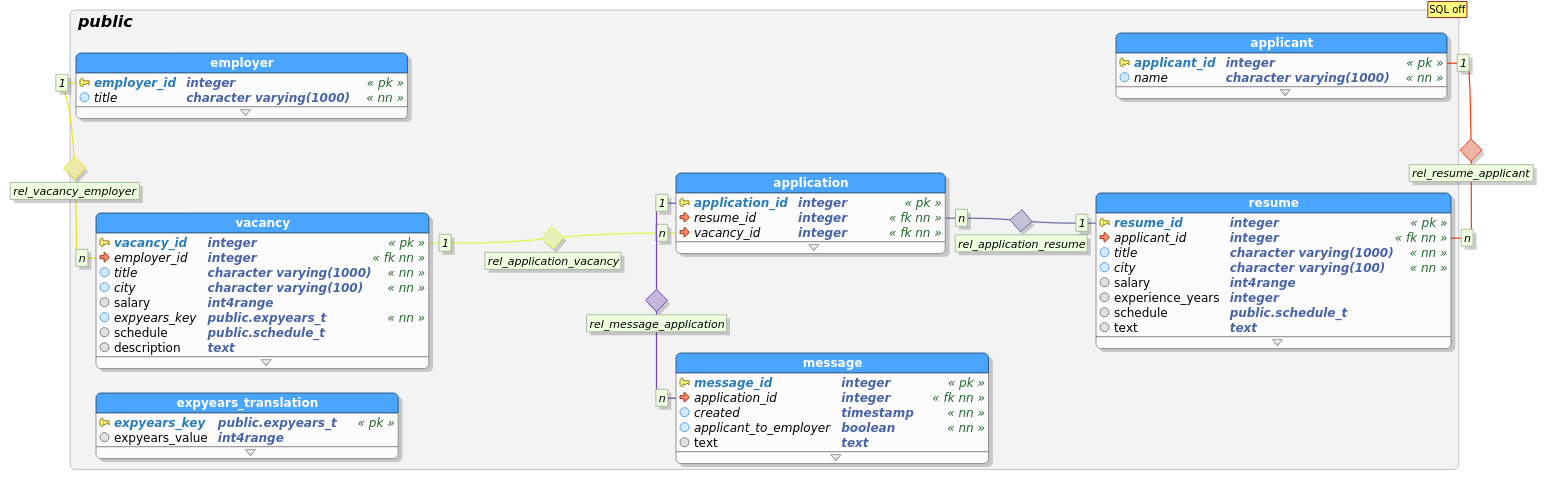 public
SQL off
employer
employer_id integer « pk »
title character varying(1000) « nn »
applicant
applicant_id integer « pk »
name character varying(1000) « nn »
1
1
rel_vacancy_employer
rel_resume_applicant
application
application_id integer « pk »
resume_id integer « fk nn »
vacancy_id integer « fk nn »
1
n
n
1
rel_application_resume
resume
resume_id integer « pk »
applicant_id integer « fk nn »
title character varying(1000) « nn »
city character varying(100) « nn »
salary int4range
experience_years integer
schedule public.schedule_t
text text
n
vacancy
vacancy_id integer « pk »
employer_id integer « fk nn »
title character varying(1000) « nn »
city character varying(100) « nn »
salary int4range
expyears_key public.expyears_t « nn »
schedule public.schedule_t
description text
n
1
rel_application_vacancy
rel_message_application
message
message_id integer « pk »
application_id integer « fk nn »
created timestamp « nn »
applicant_to_employer boolean « nn »
text text
n
expyears_translation
expyears_key public.expyears_t « pk »
expyears_value int4range